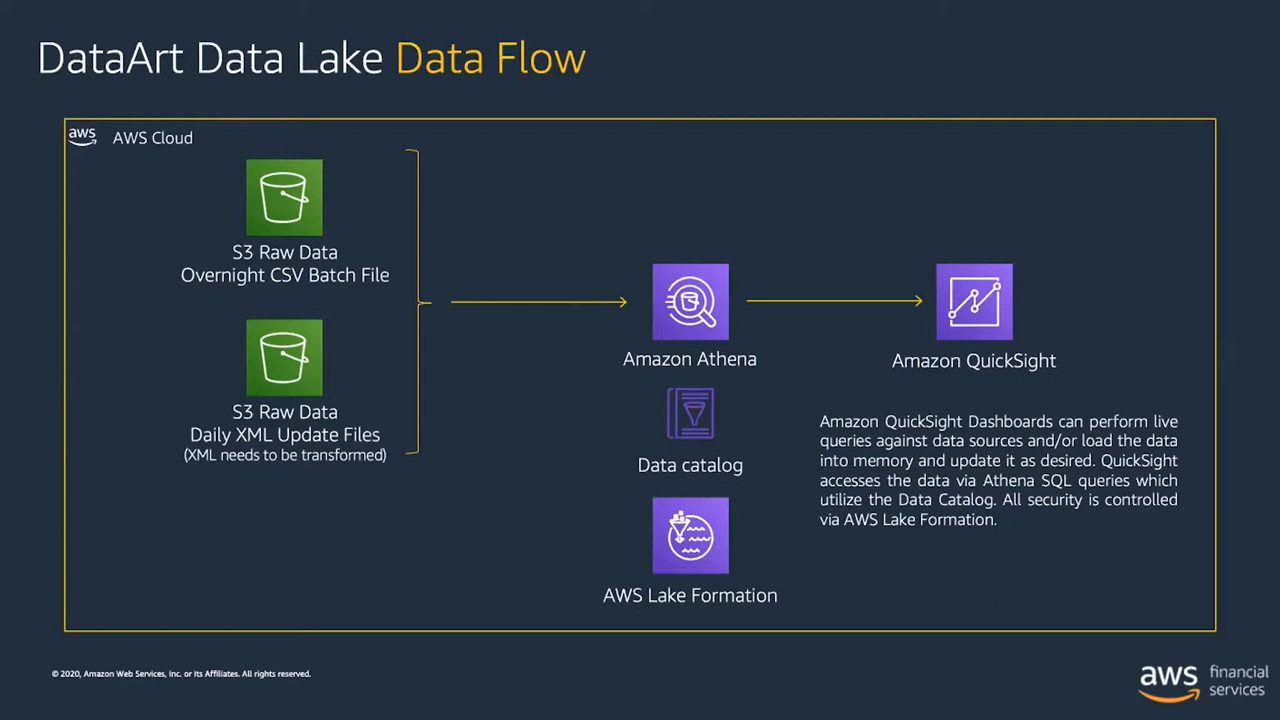 DataArt Data Lake Data Flow
aws AWS Cloud
S3 Raw Data
Overnight CSV Batch File
S3 Raw Data
Daily XML Update Files
(XML needs to be transformed)
Amazon Athena
Data catalog
AWS Lake Formation
Amazon QuickSight
Amazon QuickSight Dashboards can perform live
queries against data sources and/or load the data
into memory and update it as desired. QuickSight
accesses the data via Athena SQL queries which
utilize the Data Catalog. All security is controlled
via AWS Lake Formation.
© 2020, Amazon Web Services, Inc. or its Affiliates. All rights reserved.
aws financial
services